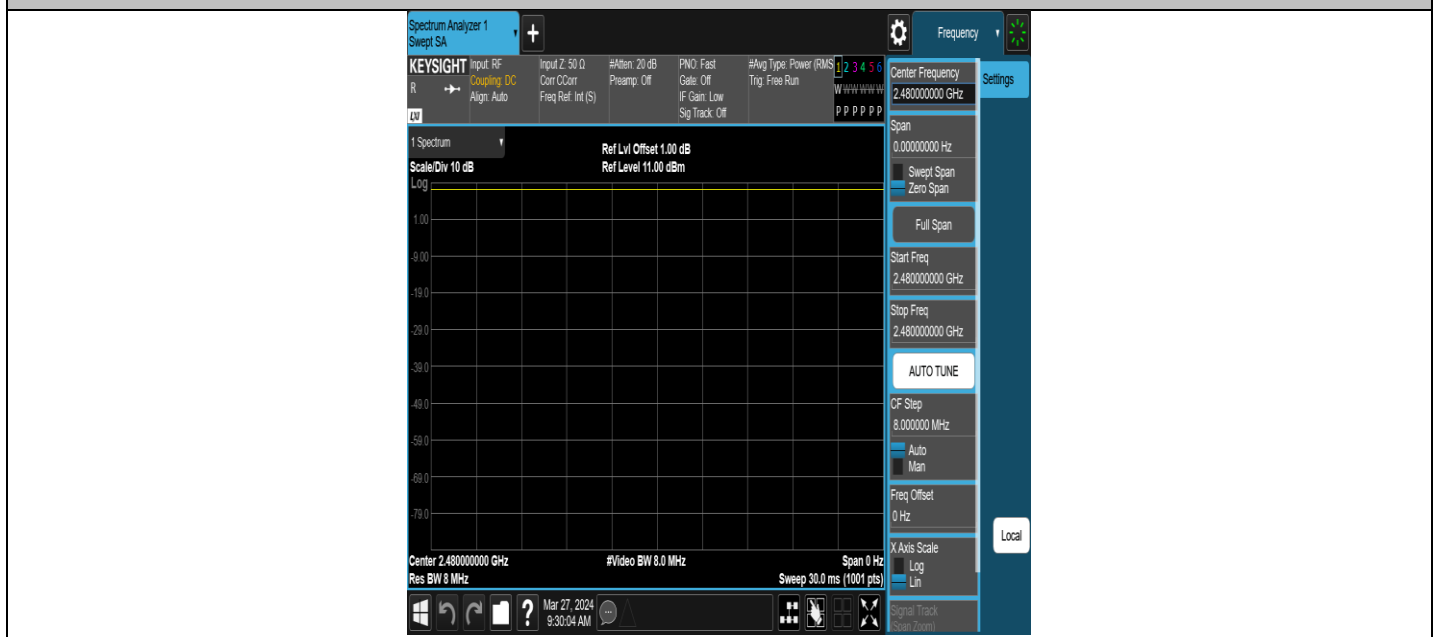 Spectrum Analyzer 1
Swept SA
+
Frequency
KEYSIGHT
R
LXI
Input: RF
Coupling: DC
Align: Auto
Input Z: 50 Ω
Corr CCorr
Freq Ref: Int (S)
#Atten: 20 dB
Preamp: Off
PNO: Fast
Gate: Off
IF Gain: Low
Sig Track: Off
#Avg Type: Power (RMS
Trig: Free Run
1 2 3 4 5 6
W W W W W W
P P P P P P
1 Spectrum
Scale/Div 10 dB
Ref Lvl Offset 1.00 dB
Ref Level 11.00 dBm
Log
1.00
-9.00
-19.0
-29.0
-39.0
-49.0
-59.0
-69.0
-79.0
Center 2.480000000 GHz
Res BW 8 MHz
#Video BW 8.0 MHz
Span 0 Hz
Sweep 30.0 ms (1001 pts)
Center Frequency
2.480000000 GHz
Settings
Span
0.00000000 Hz
Swept Span
Zero Span
Full Span
Start Freq
2.480000000 GHz
Stop Freq
2.480000000 GHz
AUTO TUNE
CF Step
8.000000 MHz
Auto
Man
Freq Offset
0 Hz
X Axis Scale
Log
Lin
Local
Signal Track
(Span Zoom)
?
Mar 27, 2024
9:30:04 AM